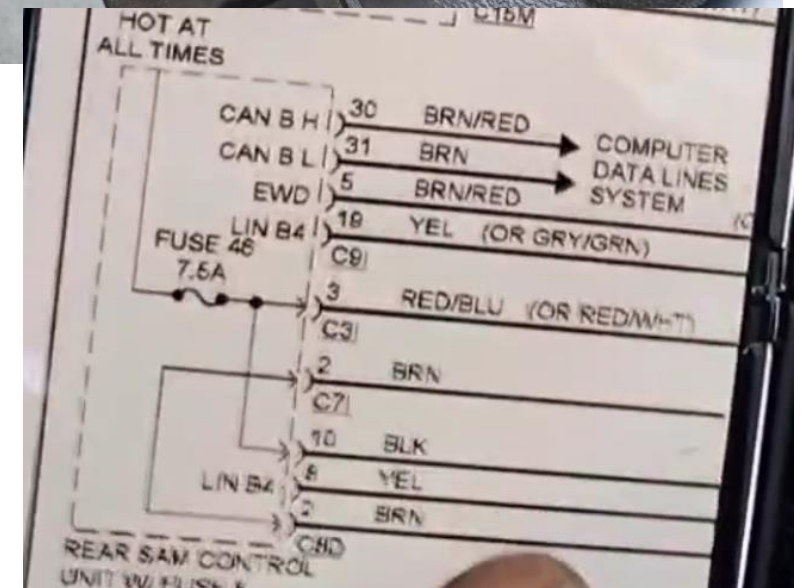 C15M
HOT AT
ALL TIMES
CAN B H 30 BRN/RED
CAN B L 31 BRN
COMPUTER
DATA LINES
SYSTEM
EWD 5 BRN/RED
LIN B4 19 YEL (OR GRY/GRN)
C9
FUSE 46
7.5A
3 RED/BLU (OR RED/WHT)
C3
2 BRN
C7
10 BLK
LIN B4 8 YEL
2 BRN
REAR SAM CONTROL
UNIT W/ FUSE &